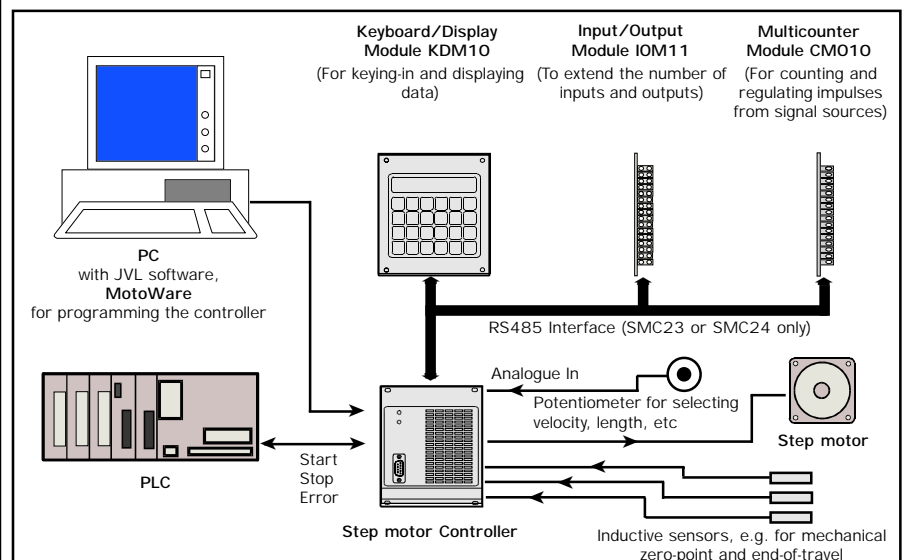 Keyboard/Display
Module KDM10
(For keying-in and displaying
data)
Input/Output
Module IOM11
(To extend the number of
inputs and outputs)
Multicounter
Module CMO10
(For counting and
regulating impulses
from signal sources)
PC
with JVL software,
MotoWare
for programming the controller
RS485 Interface (SMC23 or SMC24 only)
Analogue In
Potentiometer for selecting
velocity, length, etc
Step motor
PLC
Start
Stop
Error
Step motor Controller
Inductive sensors, e.g. for mechanical
zero-point and end-of-travel